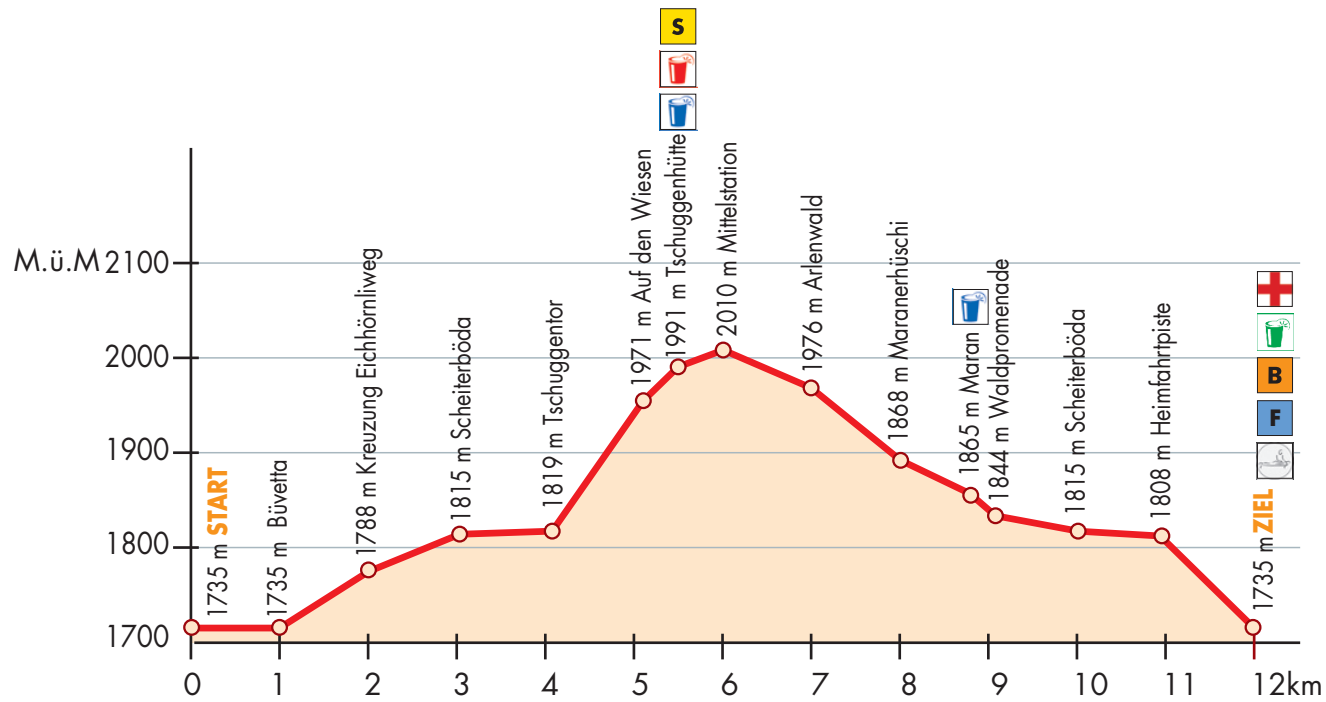 S
M.ü.M 2100
2000
1900
1800
1700
1735 m START
1735 m Büvetta
1788 m Kreuzung Eichhörnliweg
1815 m Scheiterböda
1819 m Tschuggentor
1971 m Auf den Wiesen
1991 m Tschuggenhütte
2010 m Mittelstation
1976 m Arlenwald
1868 m Maranerhüschi
1865 m Maran
1844 m Waldpromenade
1815 m Scheiterböda
1808 m Heimfahrtpiste
B
F
1735 m ZIEL
0 1 2 3 4 5 6 7 8 9 10 11 12km